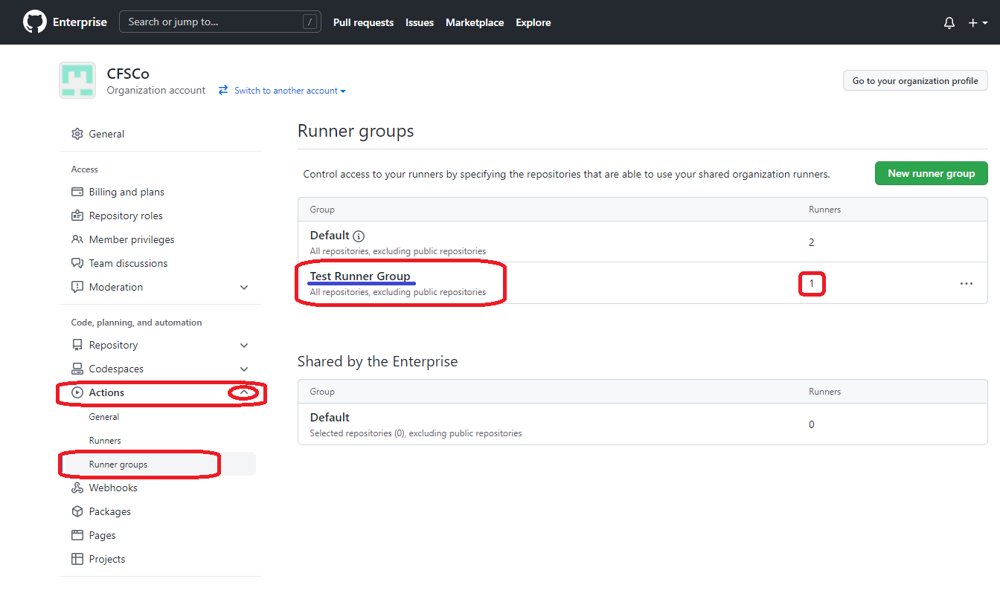 Enterprise Search or jump to... / Pull requests Issues Marketplace Explore
CFSCo
Organization account Switch to another account
Go to your organization profile
General
Access
Billing and plans
Repository roles
Member privileges
Team discussions
Moderation
Code, planning, and automation
Repository
Codespaces
Actions
General
Runners
Runner groups
Webhooks
Packages
Pages
Projects
Runner groups
Control access to your runners by specifying the repositories that are able to use your shared organization runners.
New runner group
Group Runners
Default 2
All repositories, excluding public repositories
Test Runner Group 1
All repositories, excluding public repositories
Shared by the Enterprise
Group Runners
Default 0
Selected repositories (0), excluding public repositories